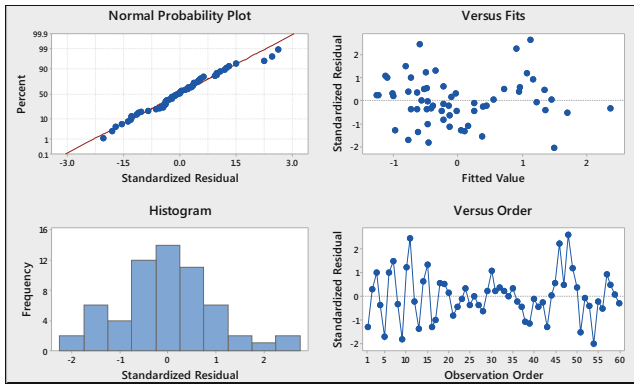 Normal Probability Plot
99.9
99
90
50
10
1
0.1
Percent
-3.0 -1.5 0.0 1.5 3.0
Standardized Residual
Versus Fits
2
1
0
-1
-2
Standardized Residual
-1 0 1 2
Fitted Value
Histogram
16
12
8
4
0
Frequency
-2 -1 0 1 2
Standardized Residual
Versus Order
2
1
0
-1
-2
Standardized Residual
1 5 10 15 20 25 30 35 40 45 50 55 60
Observation Order